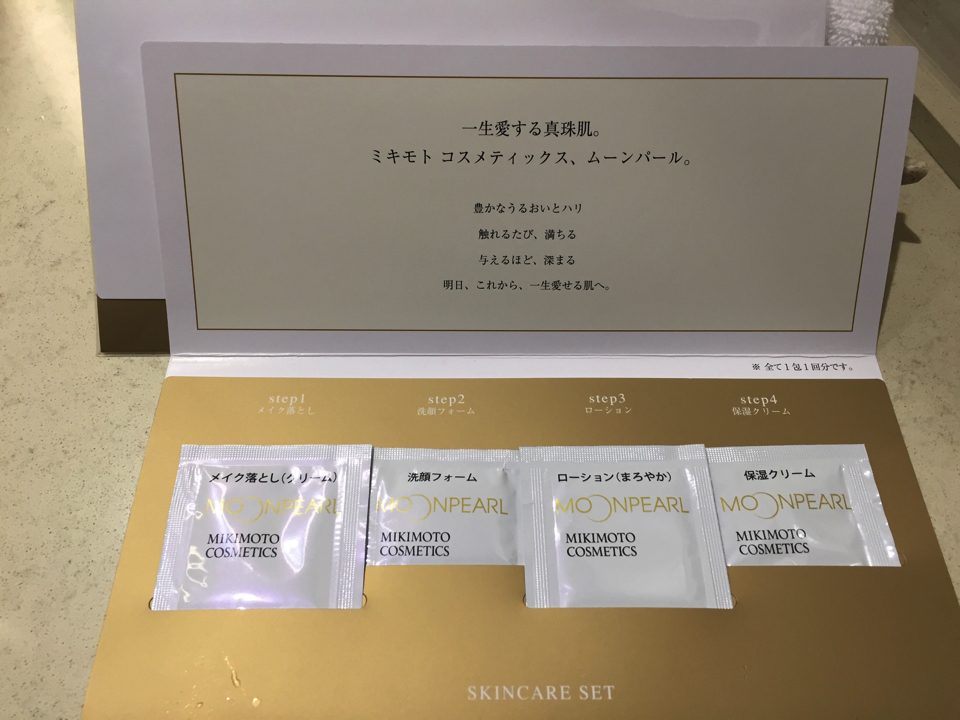 一生愛する真珠肌。
ミキモト コスメティックス、ムーンパール。
豊かなうるおいとハリ
触れるたび、満ちる
与えるほど、深まる
明日、これから、一生愛せる肌へ。
※ 全て1包1回分です。
step1
メイク落とし
step2
洗顔フォーム
step3
ローション
step4
保湿クリーム
メイク落とし(クリーム)
MOONPEARL
MIKIMOTO
COSMETICS
洗顔フォーム
MOONPEARL
MIKIMOTO
COSMETICS
ローション(まろやか)
MOONPEARL
MIKIMOTO
COSMETICS
保湿クリーム
MOONPEARL
MIKIMOTO
COSMETICS
SKINCARE SET